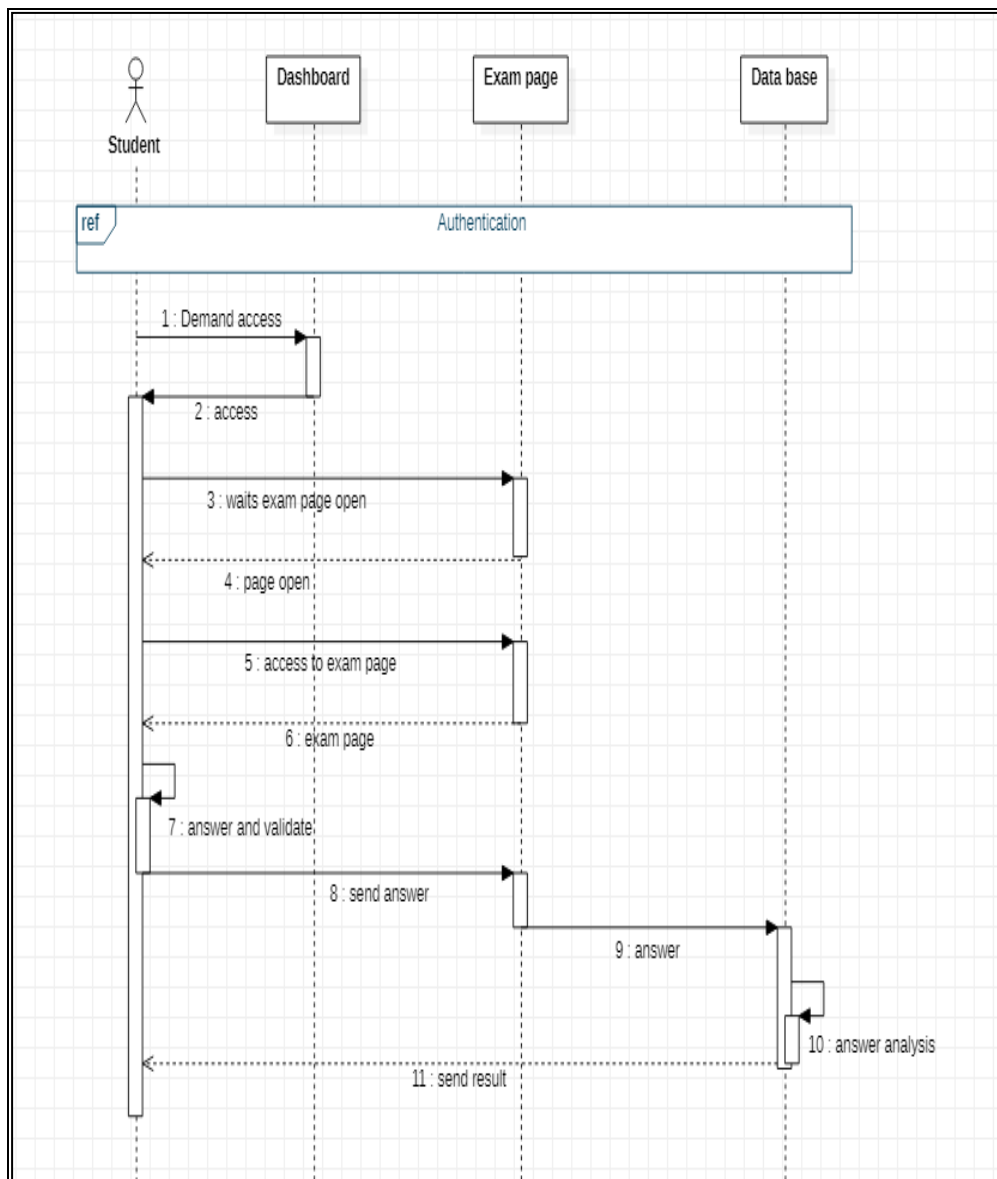 Dashboard
Exam page
Data base
Student
ref
Authentication
1 : Demand access
2 : access
3 : waits exam page open
4 : page open
5 : access to exam page
6 : exam page
7 : answer and validate
8 : send answer
9 : answer
10 : answer analysis
11 : send result